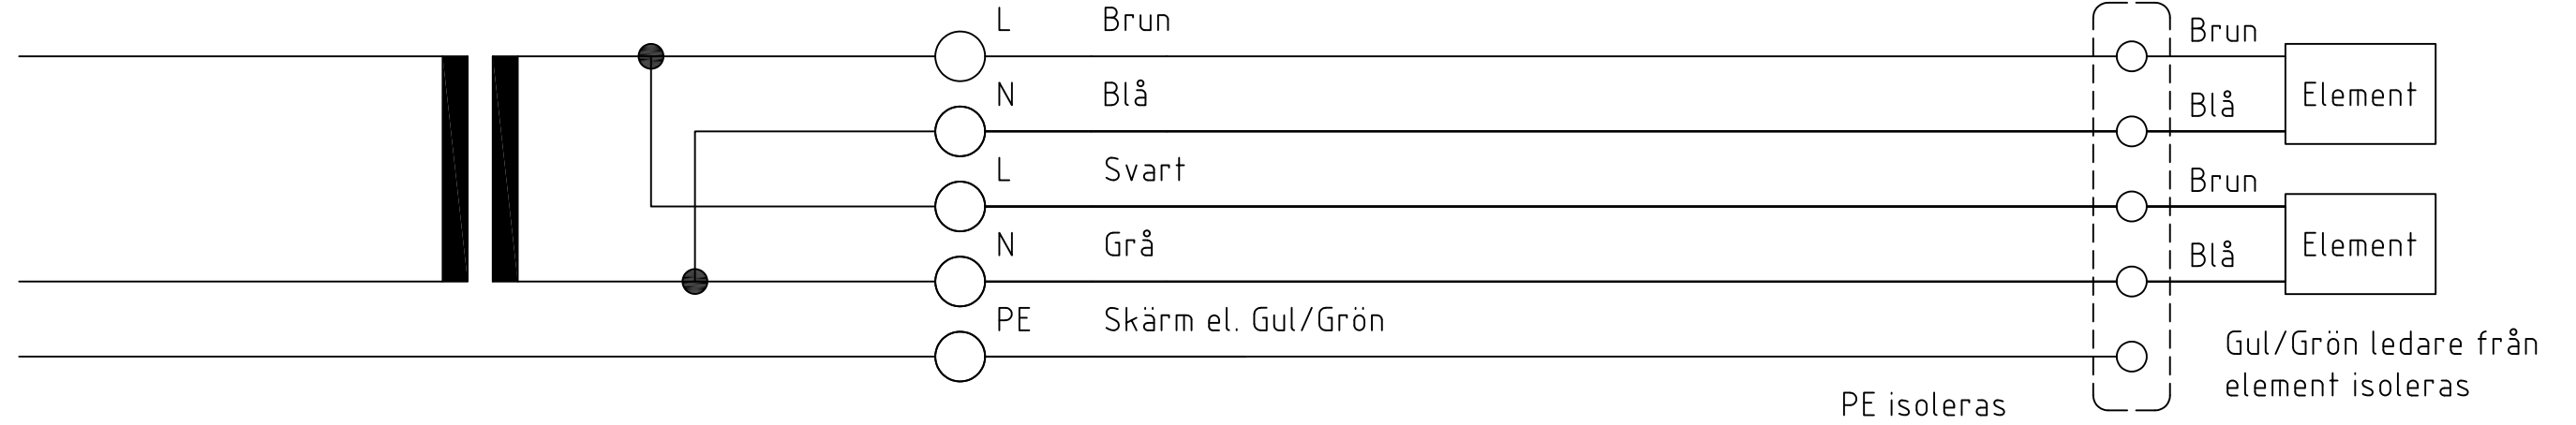 L Brun
Brun
N Blå
Blå
Element
L Svart
Brun
N Grå
Blå
Element
PE Skärm el. Gul/Grön
Gul/Grön ledare från
element isoleras
PE isoleras